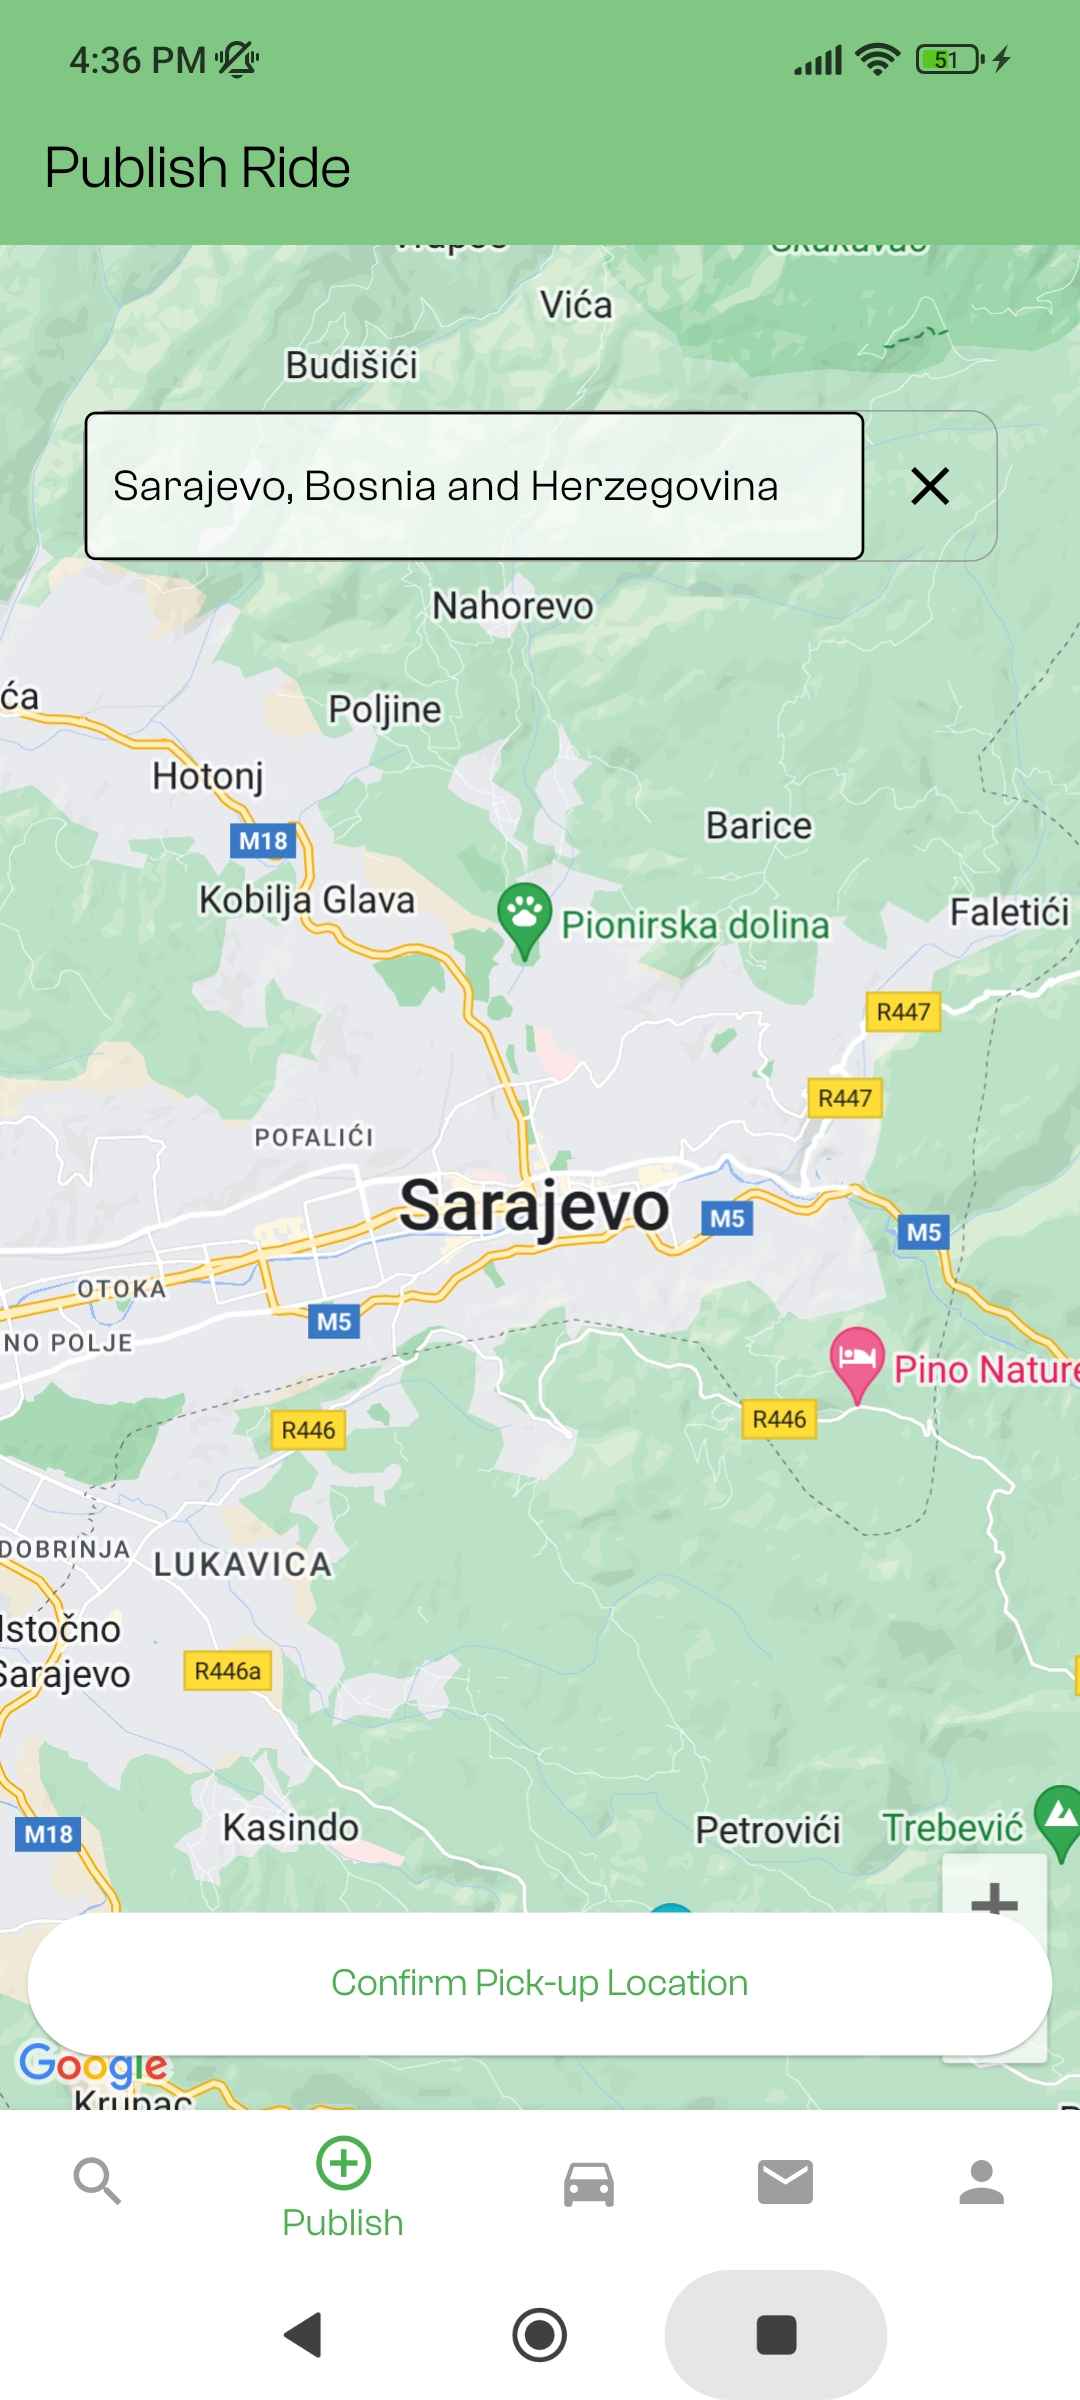 4:36 PM
51
Publish Ride
Vića
Budišići
Sarajevo, Bosnia and Herzegovina
Nahorevo
ća
Poljine
Hotonj
M18
Barice
Kobilja Glava
Pionirska dolina
Faletići
R447
R447
POFALIĆI
Sarajevo
M5
M5
OTOKA
M5
NO POLJE
Pino Nature
R446
R446
DOBRINJA
LUKAVICA
Istočno
Sarajevo
R446a
Kasindo
Petrovići
Trebević
M18
Confirm Pick-up Location
Google
Krupac
Publish